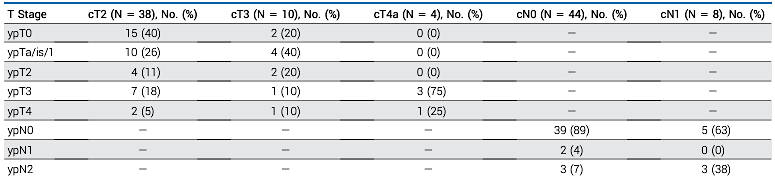 T Stage cT2 (N = 38), No. (%) cT3 (N = 10), No. (%) cT4a (N = 4), No. (%) cN0 (N = 44), No. (%) cN1 (N = 8), No. (%)
ypT0 15 (40) 2 (20) 0 (0) — —
ypTa/is/1 10 (26) 4 (40) 0 (0) — —
ypT2 4 (11) 2 (20) 0 (0) — —
ypT3 7 (18) 1 (10) 3 (75) — —
ypT4 2 (5) 1 (10) 1 (25) — —
ypN0 — — — 39 (89) 5 (63)
ypN1 — — — 2 (4) 0 (0)
ypN2 — — — 3 (7) 3 (38)